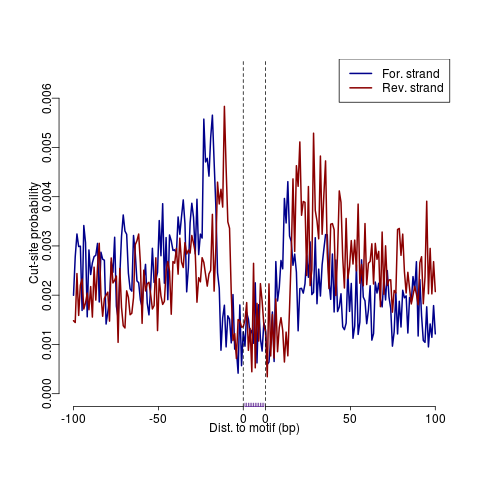 For. strand
Rev. strand
Cut-site probability
0.006
0.005
0.004
0.003
0.002
0.001
0.000
-100 -50 0 0 50 100
Dist. to motif (bp)